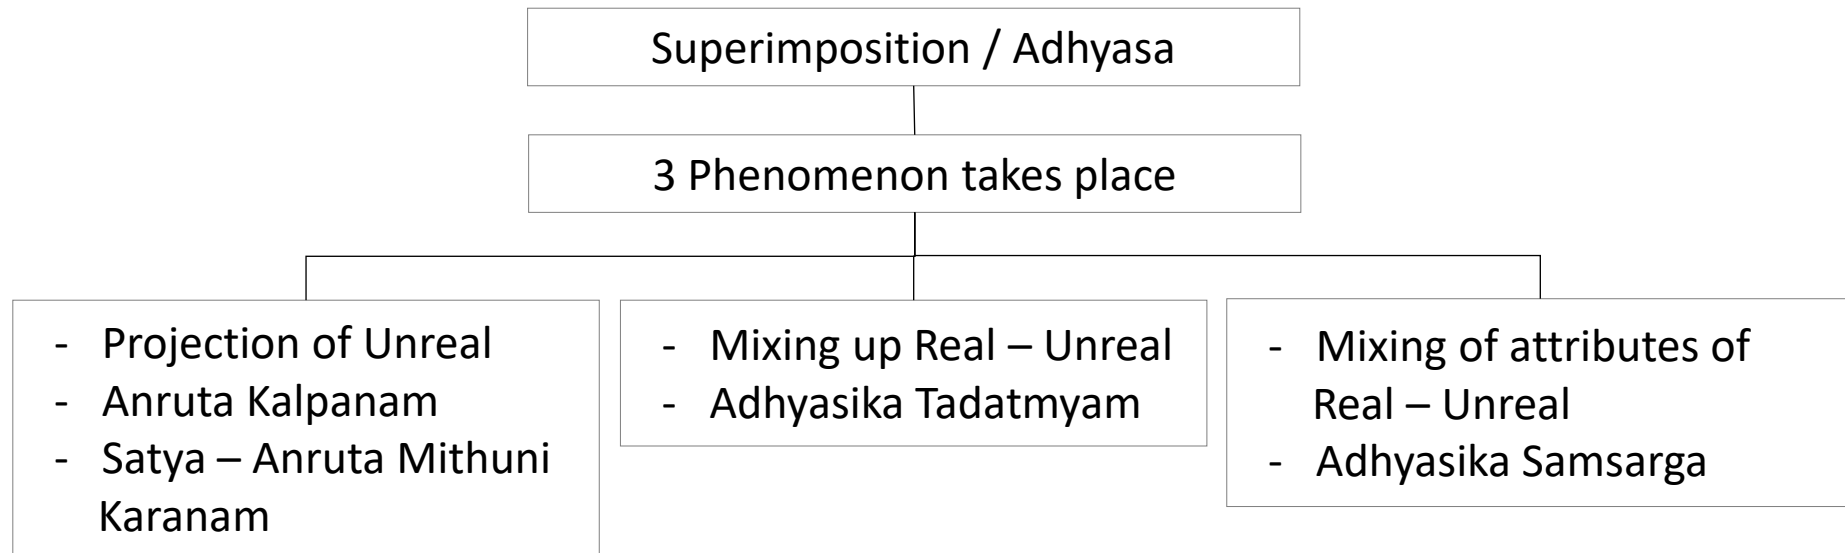 Superimposition / Adhyasa
3 Phenomenon takes place
- Projection of Unreal
- Anruta Kalpanam
- Satya – Anruta Mithuni
Karanam
- Mixing up Real – Unreal
- Adhyasika Tadatmyam
- Mixing of attributes of
Real – Unreal
- Adhyasika Samsarga